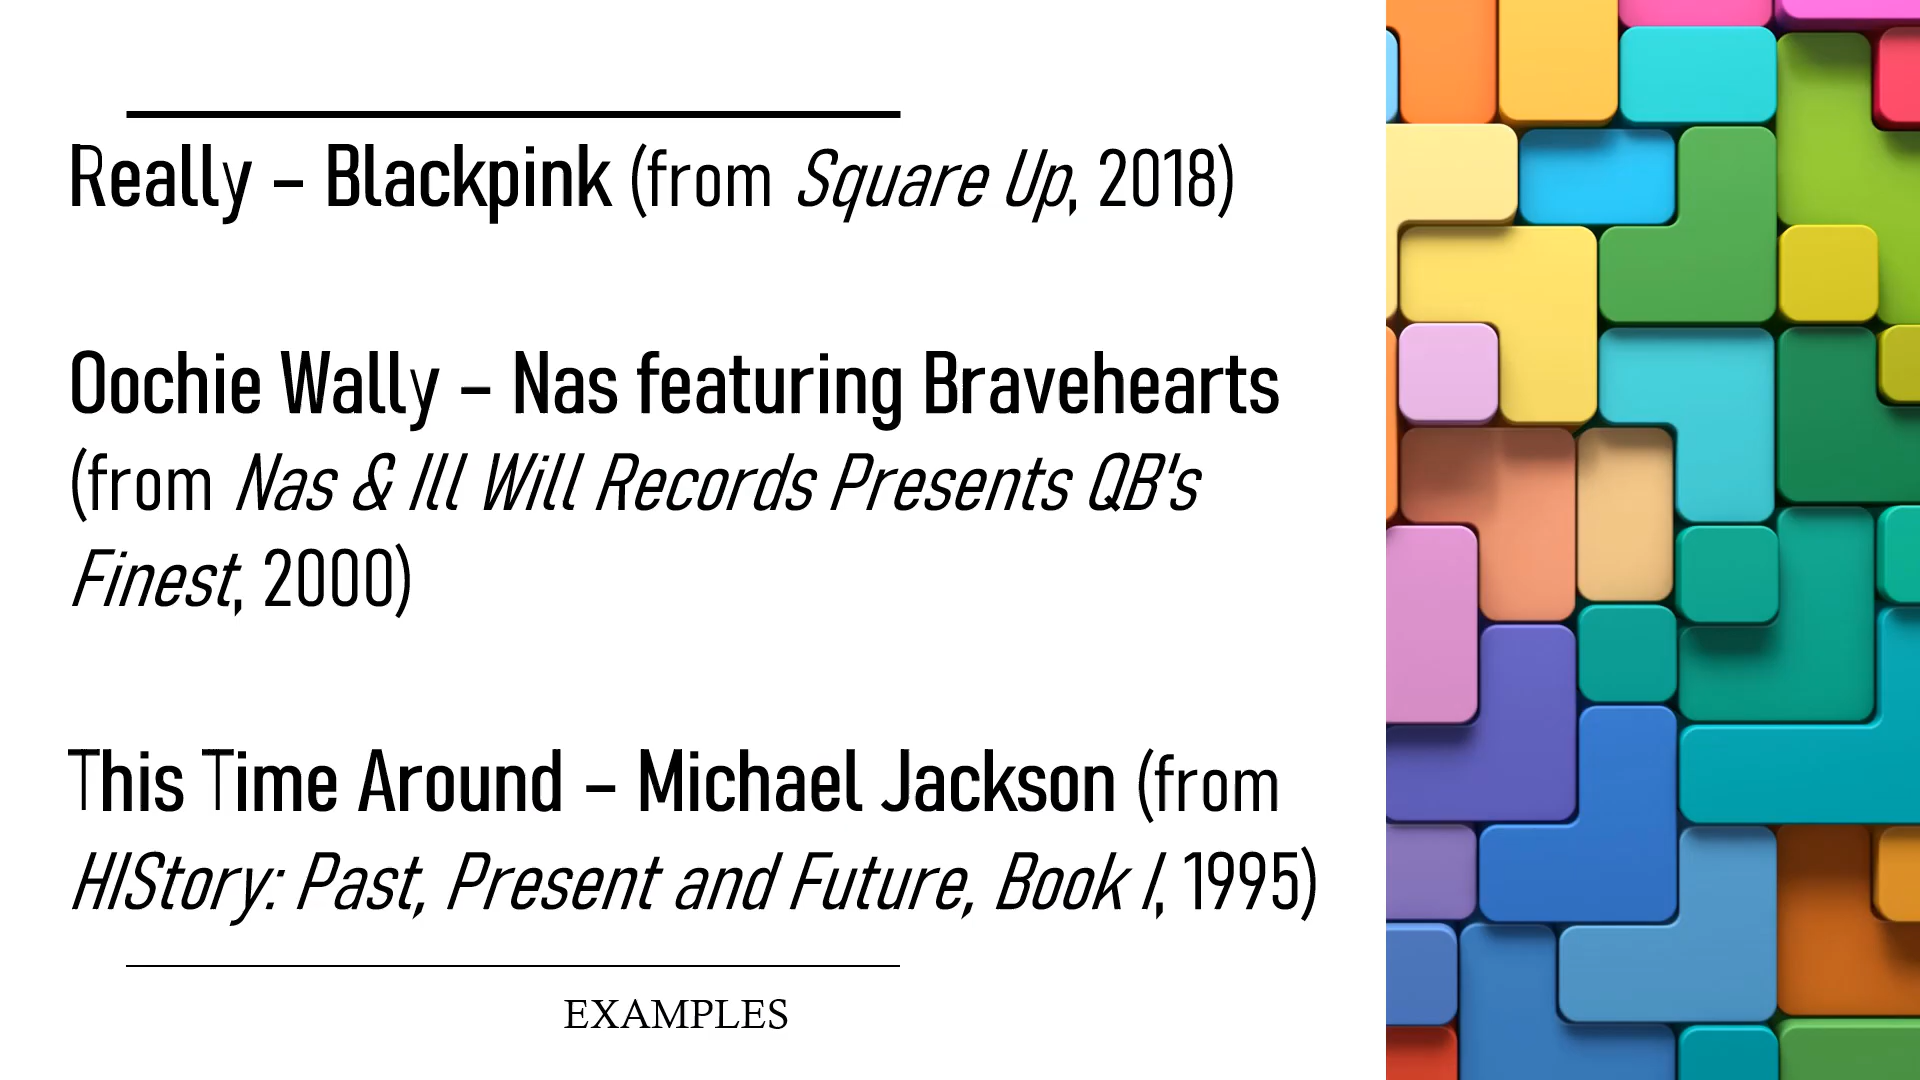 Really – Blackpink (from Square Up, 2018)
Oochie Wally – Nas featuring Bravehearts
(from Nas & Ill Will Records Presents QB's
Finest, 2000)
This Time Around – Michael Jackson (from
HIStory: Past, Present and Future, Book I, 1995)
EXAMPLES